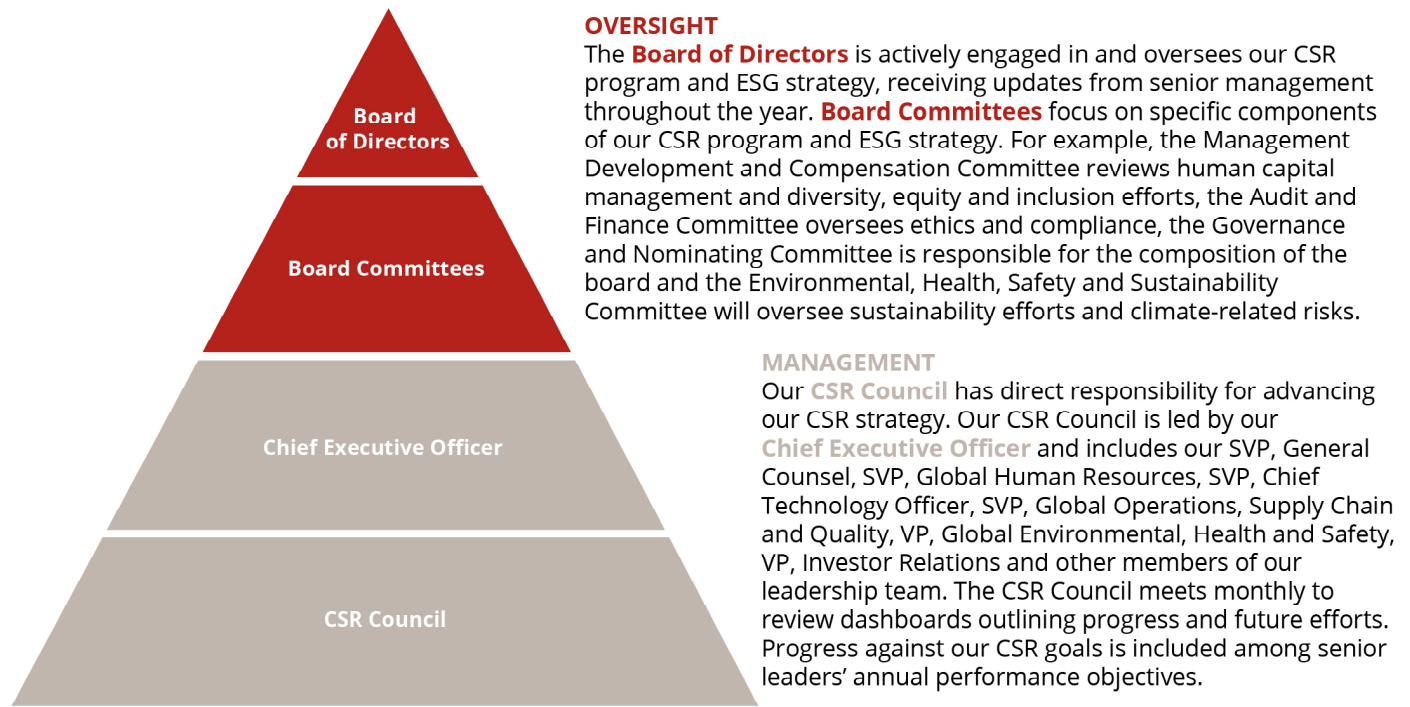 Board
of Directors
Board Committees
Chief Executive Officer
CSR Council
OVERSIGHT
The Board of Directors is actively engaged in and oversees our CSR
program and ESG strategy, receiving updates from senior management
throughout the year. Board Committees focus on specific components
of our CSR program and ESG strategy. For example, the Management
Development and Compensation Committee reviews human capital
management and diversity, equity and inclusion efforts, the Audit and
Finance Committee oversees ethics and compliance, the Governance
and Nominating Committee is responsible for the composition of the
board and the Environmental, Health, Safety and Sustainability
Committee will oversee sustainability efforts and climate-related risks.
MANAGEMENT
Our CSR Council has direct responsibility for advancing
our CSR strategy. Our CSR Council is led by our
Chief Executive Officer and includes our SVP, General
Counsel, SVP, Global Human Resources, SVP, Chief
Technology Officer, SVP, Global Operations, Supply Chain
and Quality, VP, Global Environmental, Health and Safety,
VP, Investor Relations and other members of our
leadership team. The CSR Council meets monthly to
review dashboards outlining progress and future efforts.
Progress against our CSR goals is included among senior
leaders’ annual performance objectives.